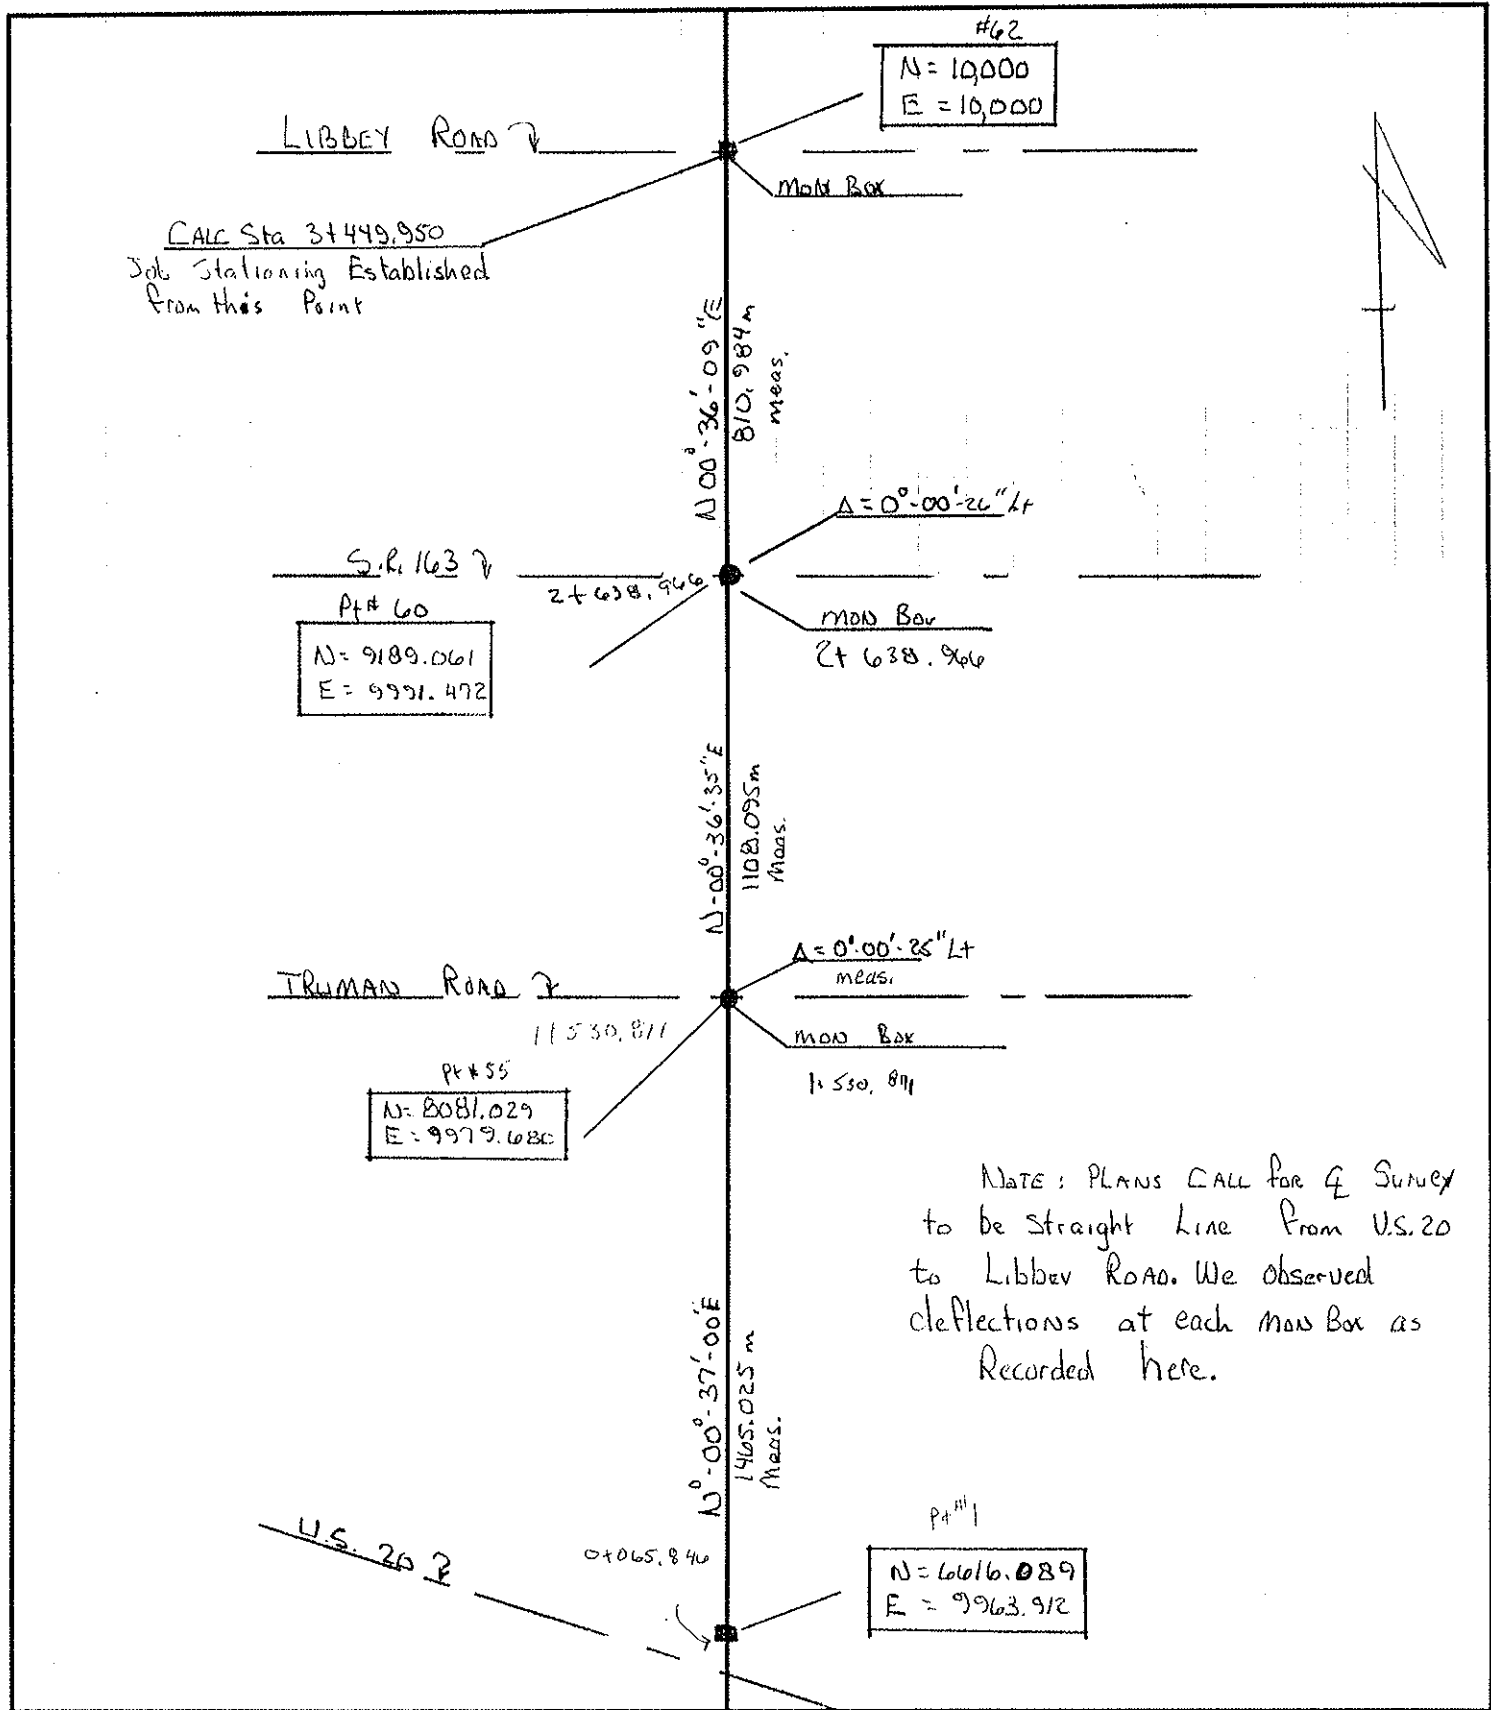 #62
N = 10,000
E = 10,000
LIBBEY ROAD
MON BOX
CALC Sta 3+449.950
Job Stationing Established
from this Point
N 00°-36'-09"E
810.984m
meas.
Δ = 0°-00'-26" Lt
S.R. 163
2+638.966
Pt# 60
N= 9189.061
E = 9991.472
MON Box
2+ 638.966
N-00°-36'-35"E
1108.095m
Meas.
Δ = 0°-00'-25" Lt
meas.
TRUMAN ROAD
1+530.871
MON BOX
1+530.871
Pt # 55
N= 8081.029
E = 9979.680
NOTE: PLANS CALL for ℄ Survey
to be Straight Line from U.S. 20
to Libbey ROAD. We observed
deflections at each MON Box as
Recorded here.
N°-00°-37'-00"E
1465.025 m
Meas.
U.S. 20
0+065.846
Pt#1
N = 6616.089
E = 9963.912